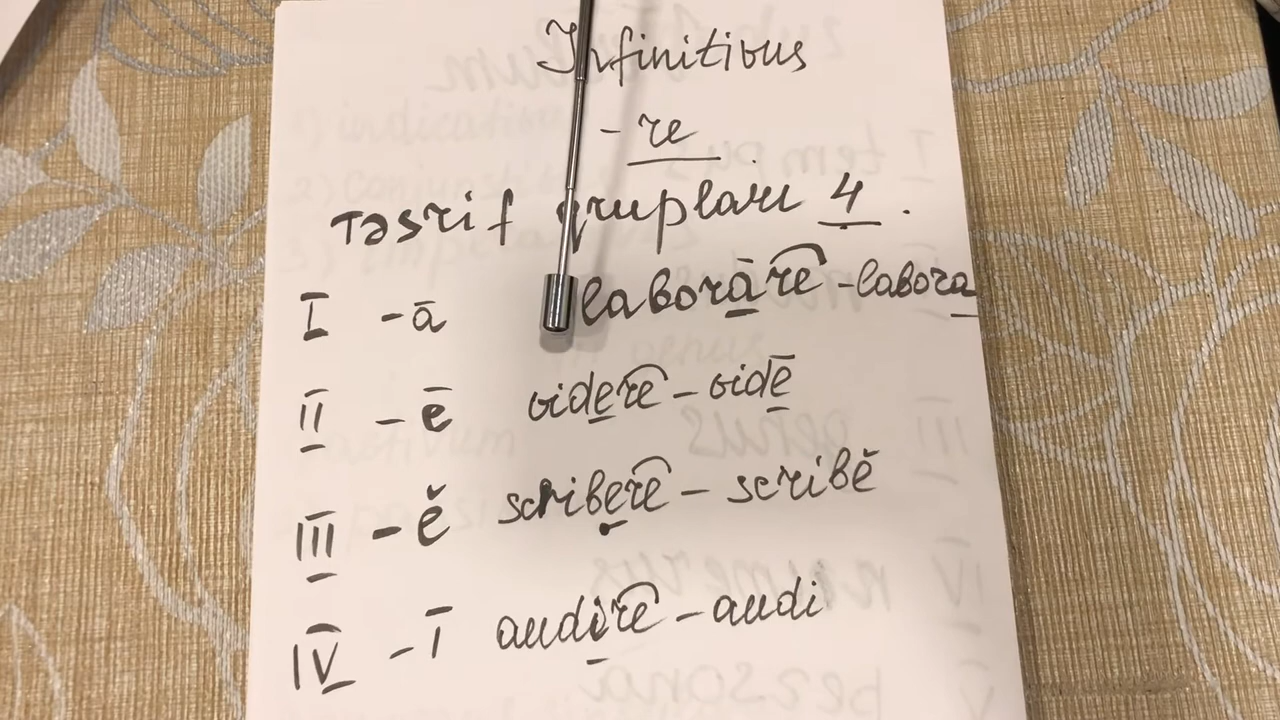 Infinitivus
- re
Təsrif qrupları 4.
I - ā laborāre - labora
II - ē videre - vidē
III - ĕ scribere - scribĕ
IV - ī audire - audi